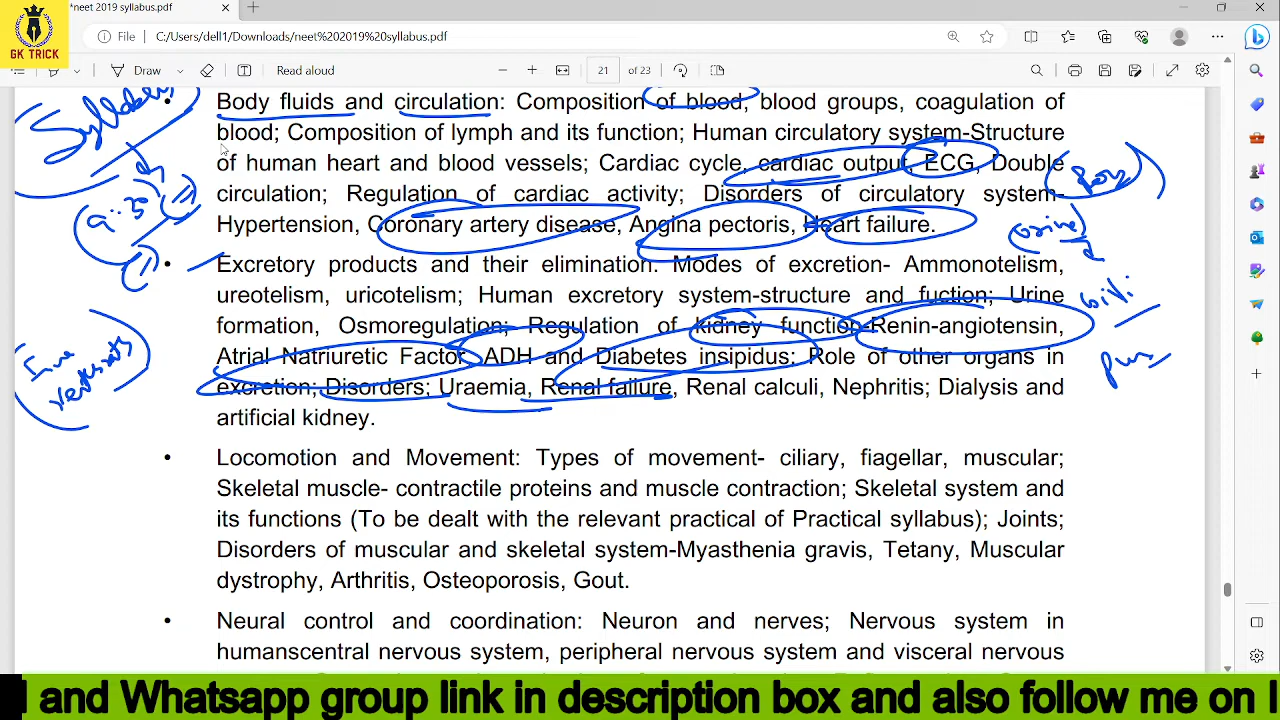 *neet 2019 syllabus.pdf
GK TRICK
File C:/Users/dell1/Downloads/neet%202019%20syllabus.pdf
Draw Read aloud 21 of 23
Syllabus
• Body fluids and circulation: Composition of blood, blood groups, coagulation of
blood; Composition of lymph and its function; Human circulatory system-Structure
of human heart and blood vessels; Cardiac cycle, cardiac output, ECG, Double
circulation; Regulation of cardiac activity; Disorders of circulatory system-
Hypertension, Coronary artery disease, Angina pectoris, Heart failure.
• Excretory products and their elimination: Modes of excretion- Ammonotelism,
ureotelism, uricotelism; Human excretory system-structure and fuction; Urine
formation, Osmoregulation; Regulation of kidney function-Renin-angiotensin,
Atrial Natriuretic Factor, ADH and Diabetes insipidus; Role of other organs in
excretion; Disorders; Uraemia, Renal failure, Renal calculi, Nephritis; Dialysis and
artificial kidney.
• Locomotion and Movement: Types of movement- ciliary, fiagellar, muscular;
Skeletal muscle- contractile proteins and muscle contraction; Skeletal system and
its functions (To be dealt with the relevant practical of Practical syllabus); Joints;
Disorders of muscular and skeletal system-Myasthenia gravis, Tetany, Muscular
dystrophy, Arthritis, Osteoporosis, Gout.
• Neural control and coordination: Neuron and nerves; Nervous system in
humanscentral nervous system, peripheral nervous system and visceral nervous
and Whatsapp group link in description box and also follow me on